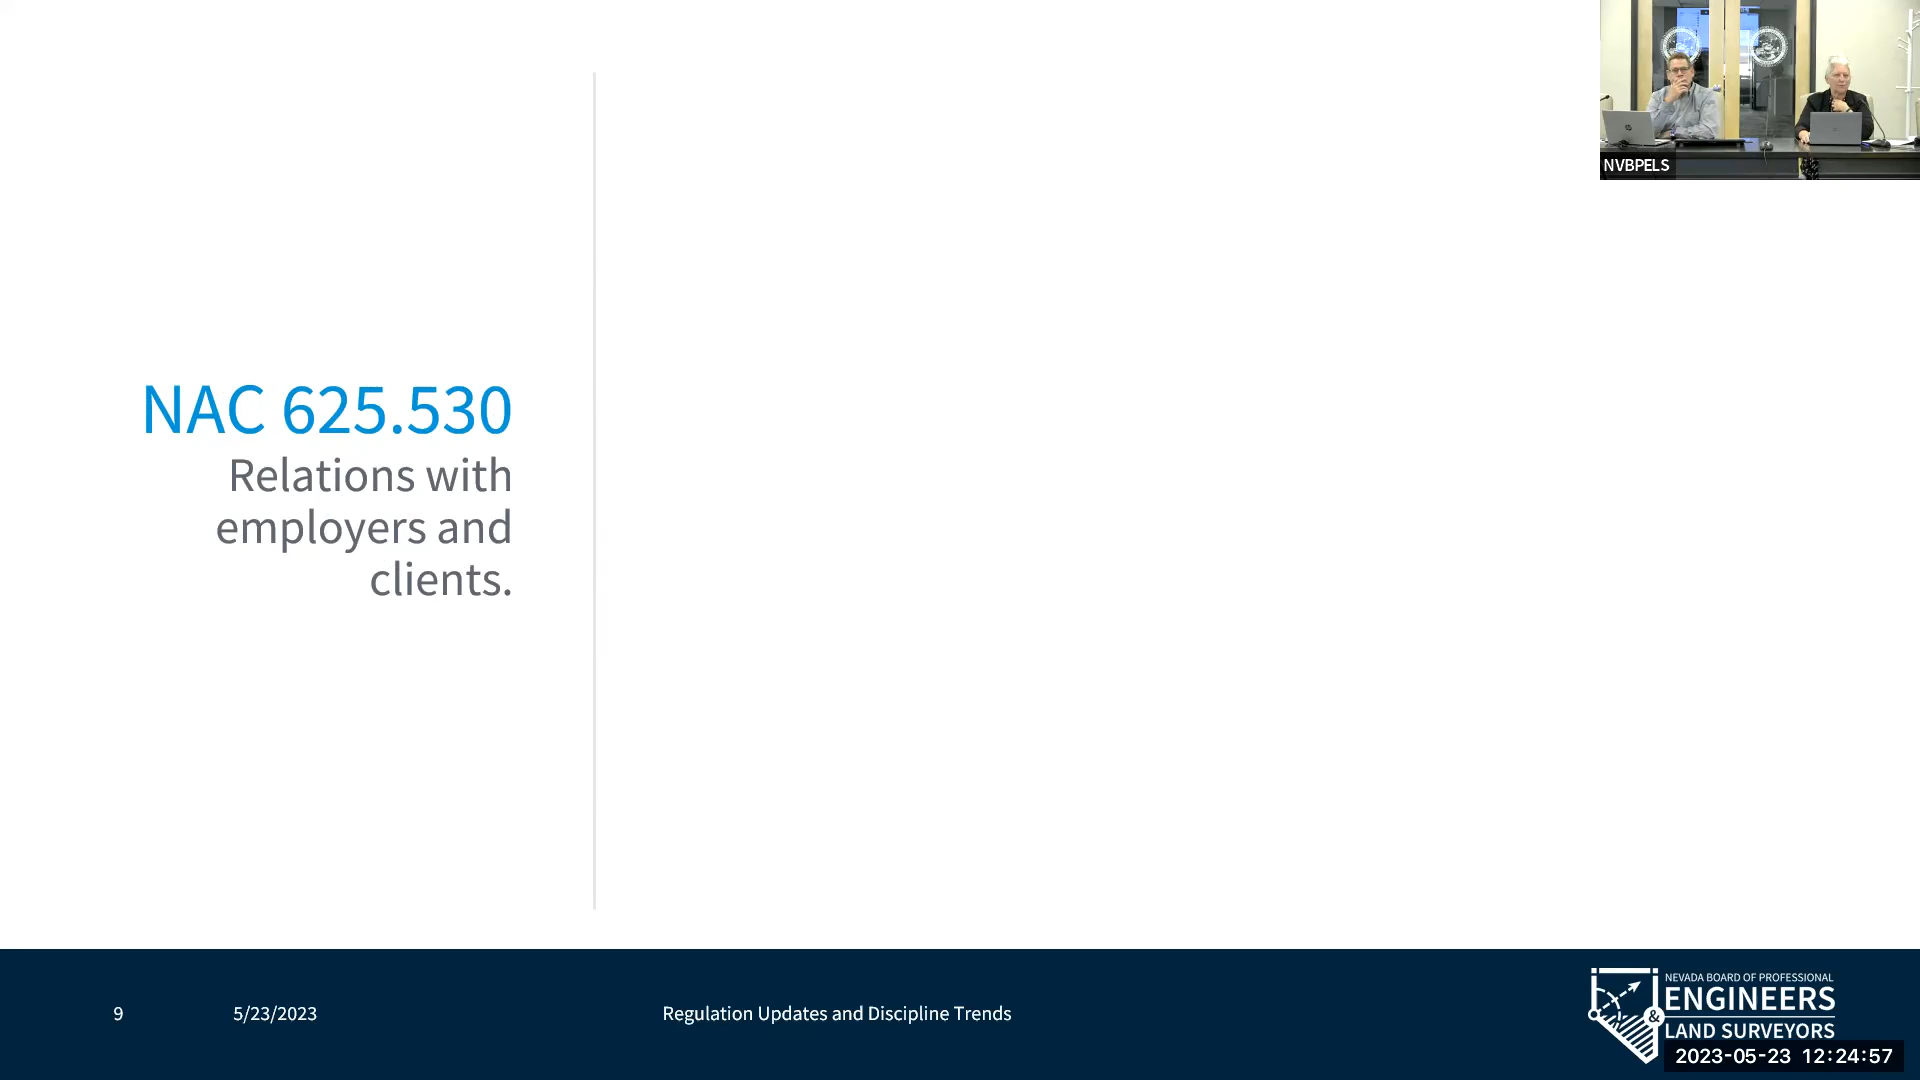 NVBPELS
NAC 625.530
Relations with
employers and
clients.
9
5/23/2023
Regulation Updates and Discipline Trends
NEVADA BOARD OF PROFESSIONAL
ENGINEERS
&
LAND SURVEYORS
2023-05-23 12:24:57